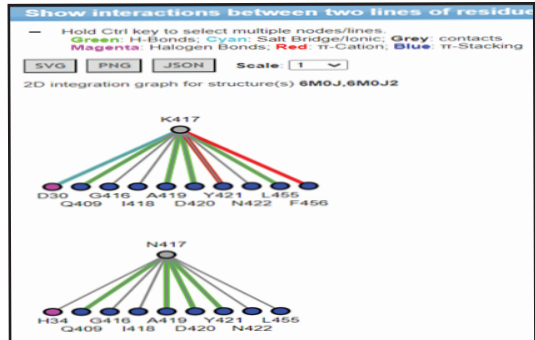 Show interactions between two lines of residue
− Hold Ctrl key to select multiple nodes/lines.
Green: H-Bonds; Cyan: Salt Bridge/Ionic; Grey: contacts
Magenta: Halogen Bonds; Red: π-Cation; Blue: π-Stacking
SVG PNG JSON Scale: 1
2D integration graph for structure(s) 6M0J,6M0J2
K417
D30 G416 A419 Y421 L455
Q409 I418 D420 N422 F456
N417
H34 G416 A419 Y421 L455
Q409 I418 D420 N422